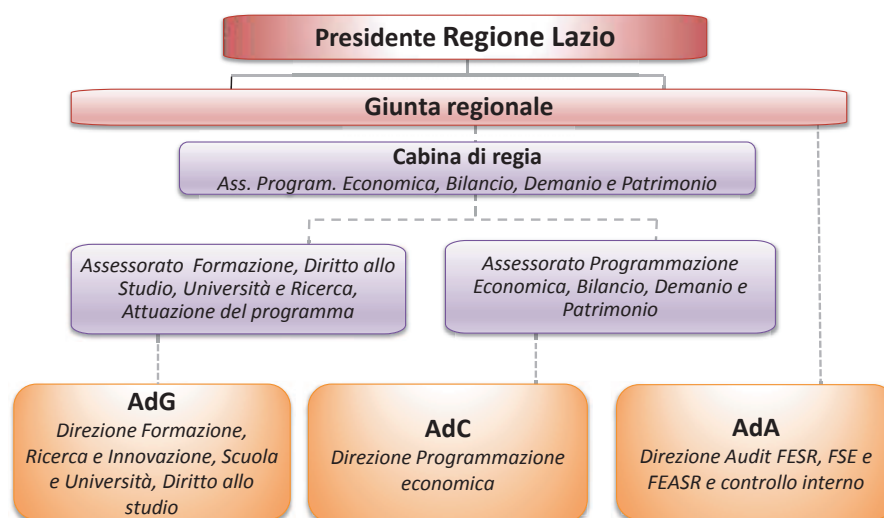 Presidente Regione Lazio
Giunta regionale
Cabina di regia
Ass. Program. Economica, Bilancio, Demanio e Patrimonio
Assessorato Formazione, Diritto allo
Studio, Università e Ricerca,
Attuazione del programma
Assessorato Programmazione
Economica, Bilancio, Demanio e
Patrimonio
AdG
Direzione Formazione,
Ricerca e Innovazione, Scuola
e Università, Diritto allo
studio
AdC
Direzione Programmazione
economica
AdA
Direzione Audit FESR, FSE e
FEASR e controllo interno